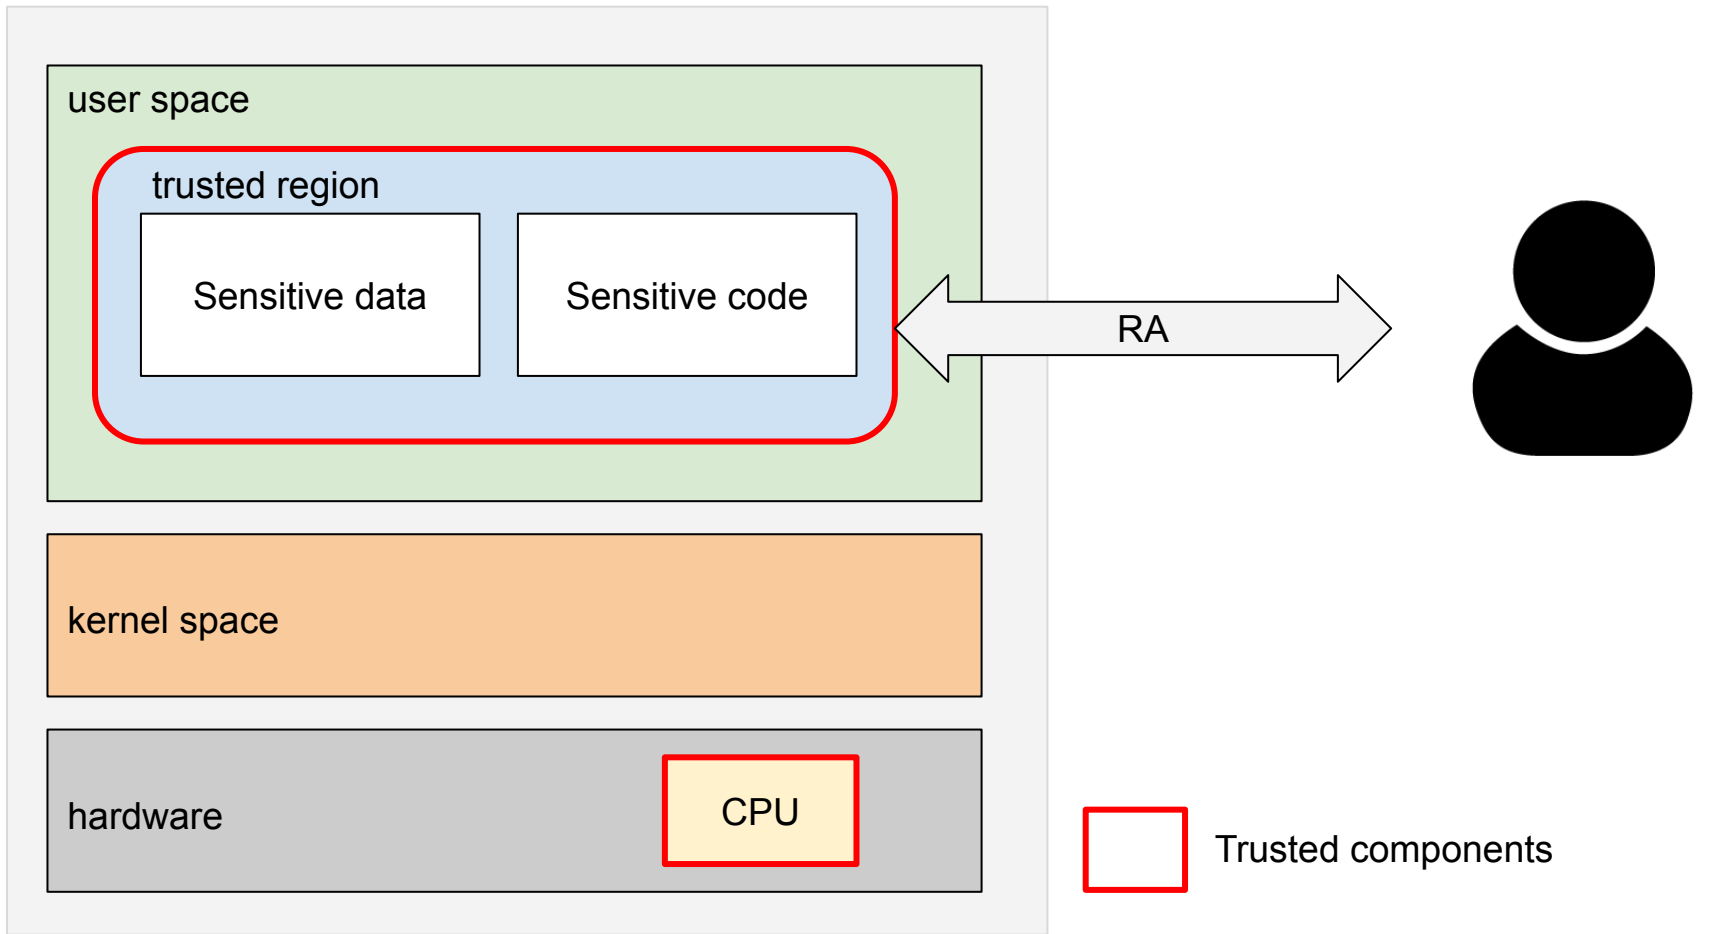 user space
trusted region
Sensitive data
Sensitive code
RA
kernel space
hardware
CPU
Trusted components